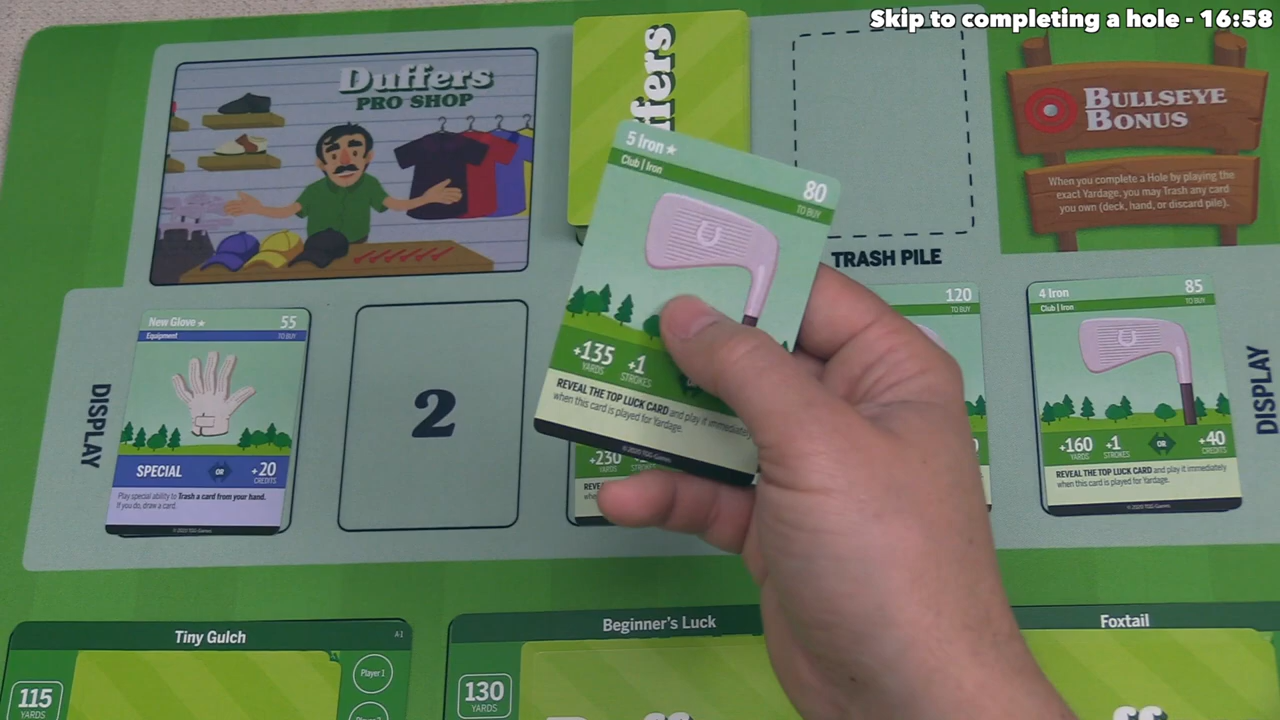 Skip to completing a hole - 16:58
Duffers
PRO SHOP
ffers
BULLSEYE
BONUS
When you complete a Hole by playing the
exact Yardage, you may Trash any card
you own (deck, hand, or discard pile).
TRASH PILE
5 Iron ★
Club | Iron
80
TO BUY
+135
YARDS
+1
STROKES
REVEAL THE TOP LUCK CARD and play it immediately
when this card is played for Yardage.
©2020 TGG Games
DISPLAY
New Glove ★
55
Equipment
TO BUY
SPECIAL
OR
+20
CREDITS
Play special ability to Trash a card from your hand.
If you do, draw a card.
2
+230
YARDS
REVE
120
TO BUY
4 Iron
85
Club | Iron
TO BUY
+160
YARDS
+1
STROKES
OR
+40
CREDITS
REVEAL THE TOP LUCK CARD and play it immediately
when this card is played for Yardage.
DISPLAY
Tiny Gulch
A-1
115
YARDS
Player 1
Beginner's Luck
130
YARDS
Foxtail